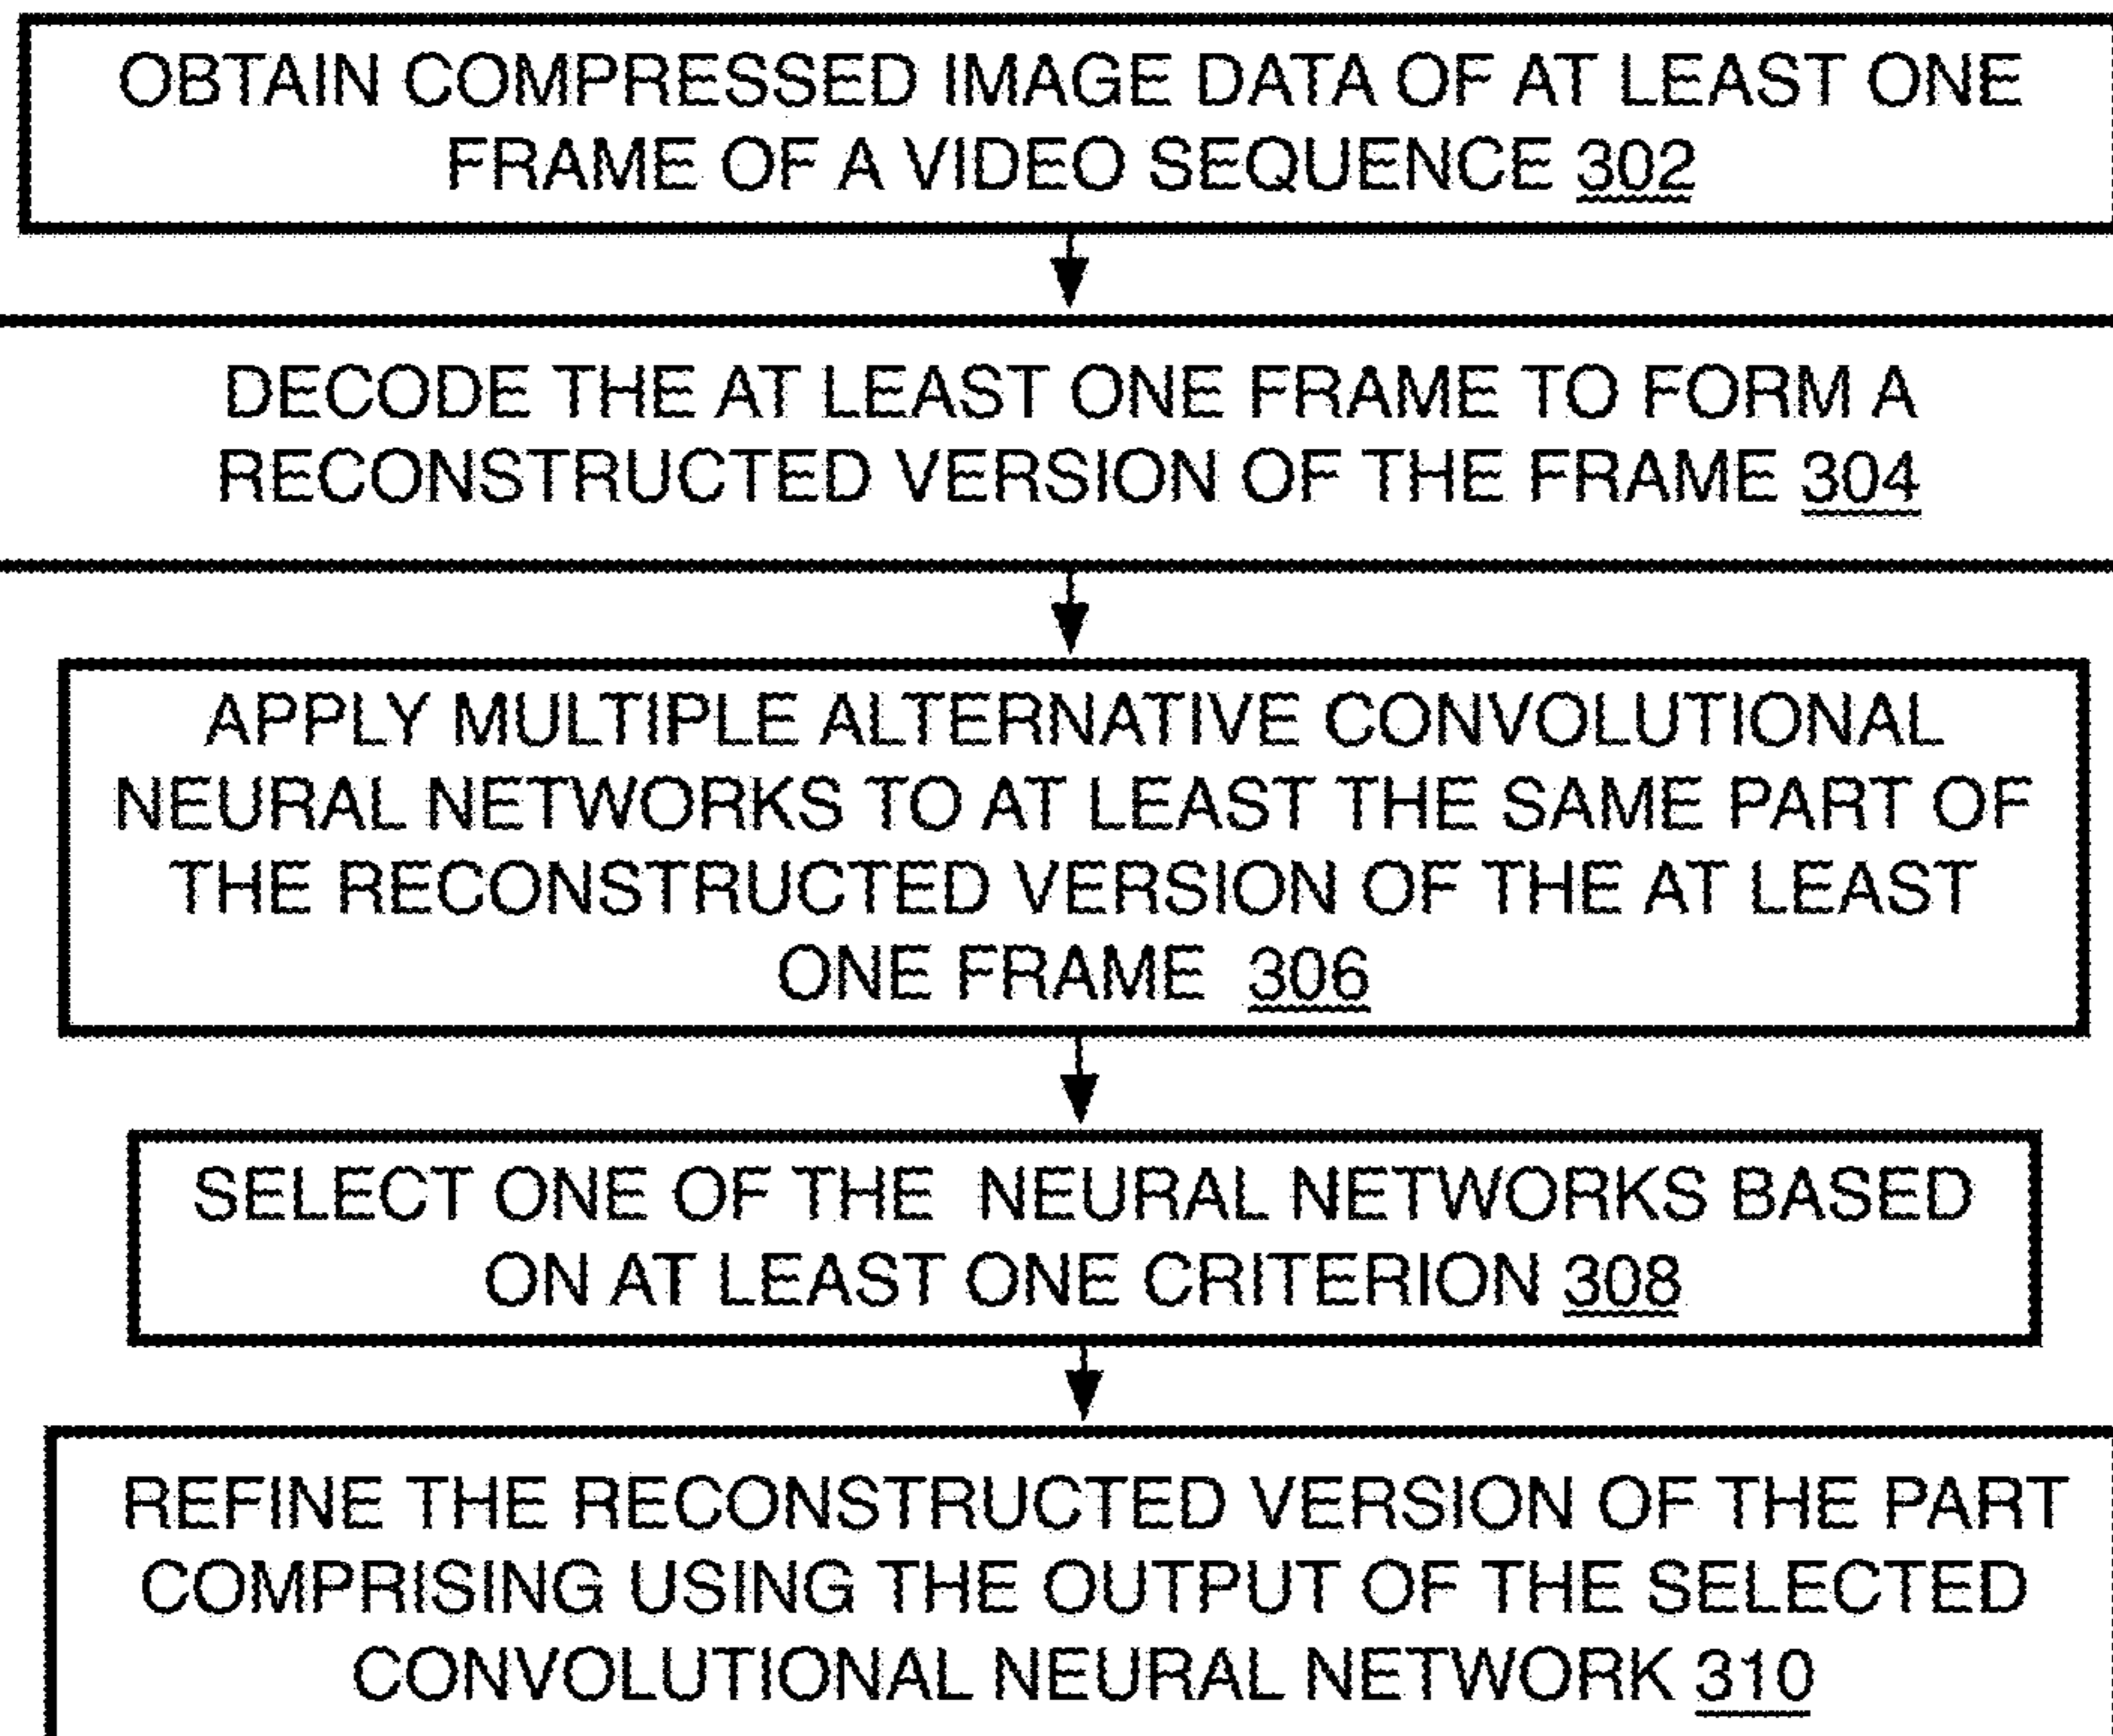 OBTAIN COMPRESSED IMAGE DATA OF AT LEAST ONE
FRAME OF A VIDEO SEQUENCE 302
DECODE THE AT LEAST ONE FRAME TO FORM A
RECONSTRUCTED VERSION OF THE FRAME 304
APPLY MULTIPLE ALTERNATIVE CONVOLUTIONAL
NEURAL NETWORKS TO AT LEAST THE SAME PART OF
THE RECONSTRUCTED VERSION OF THE AT LEAST
ONE FRAME 306
SELECT ONE OF THE NEURAL NETWORKS BASED
ON AT LEAST ONE CRITERION 308
REFINE THE RECONSTRUCTED VERSION OF THE PART
COMPRISING USING THE OUTPUT OF THE SELECTED
CONVOLUTIONAL NEURAL NETWORK 310